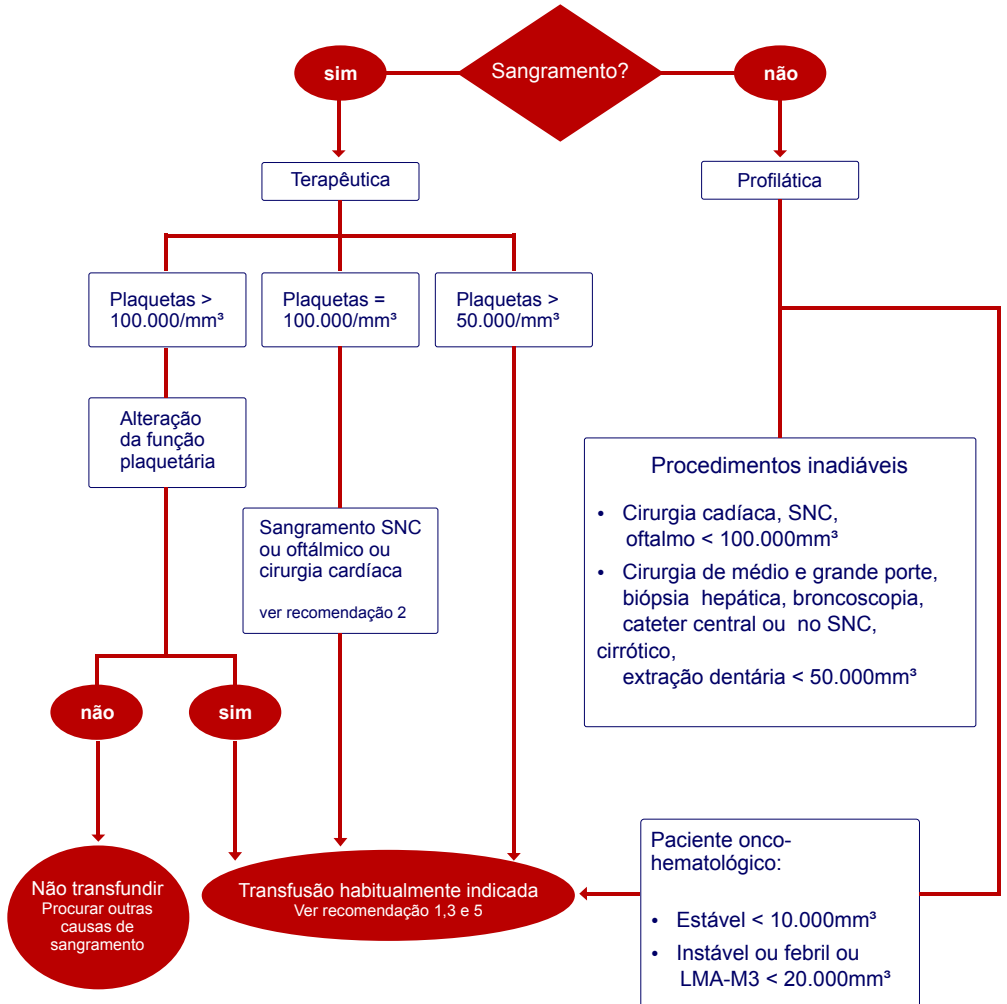 Sangramento?
sim
não
Terapêutica
Profilática
Plaquetas >
100.000/mm³
Plaquetas =
100.000/mm³
Plaquetas >
50.000/mm³
Alteração
da função
plaquetária
Sangramento SNC
ou oftálmico ou
cirurgia cardíaca
ver recomendação 2
Procedimentos inadiáveis
• Cirurgia cadíaca, SNC,
oftalmo < 100.000mm³
• Cirurgia de médio e grande porte,
biópsia hepática, broncoscopia,
cateter central ou no SNC,
cirrótico,
extração dentária < 50.000mm³
não
sim
Não transfundir
Procurar outras
causas de
sangramento
Transfusão habitualmente indicada
Ver recomendação 1,3 e 5
Paciente onco-
hematológico:
• Estável < 10.000mm³
• Instável ou febril ou
LMA-M3 < 20.000mm³